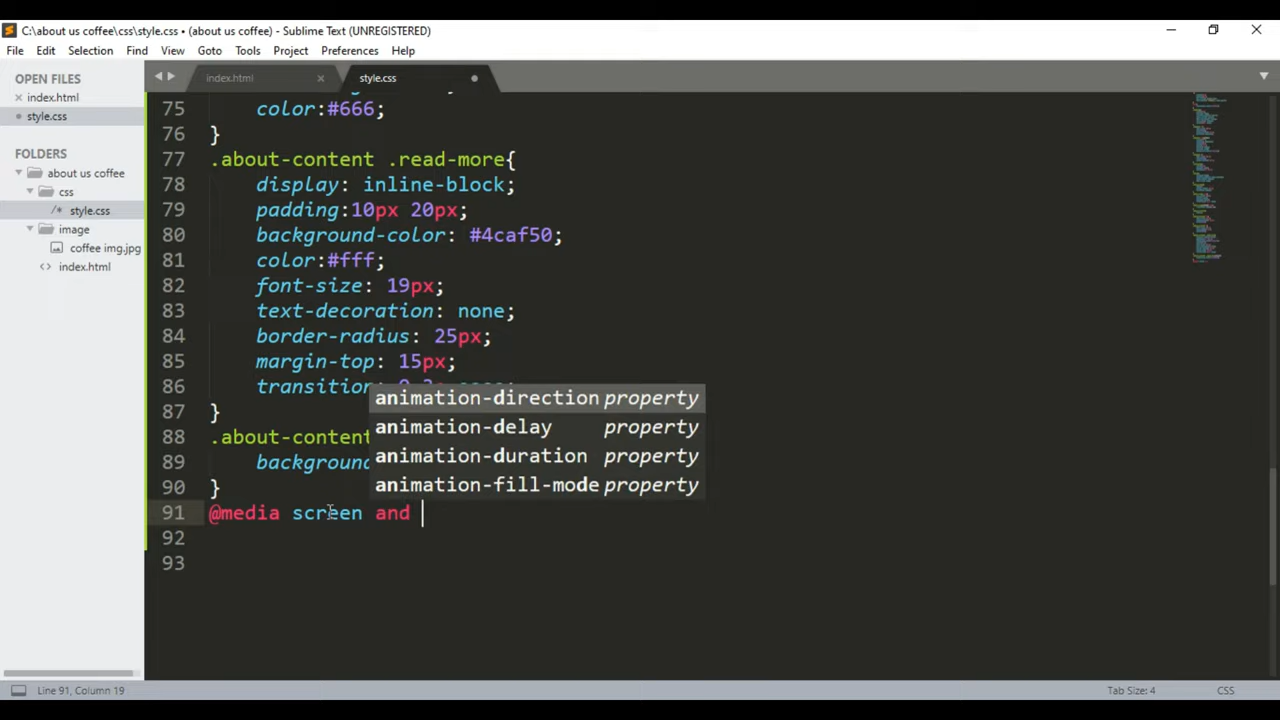 C:\about us coffee\css\style.css • (about us coffee) - Sublime Text (UNREGISTERED)
File Edit Selection View Goto Tools Project Preferences Help
OPEN FILES
index.html
style.css
FOLDERS
about us coffee
css
/* style.css
image
coffee img.jpg
<> index.html
index.html
style.css
75 color:#666;
76 }
77 .about-content .read-more{
78 display: inline-block;
79 padding:10px 20px;
80 background-color: #4caf50;
81 color:#fff;
82 font-size: 19px;
83 text-decoration: none;
84 border-radius: 25px;
85 margin-top: 15px;
86 transition:
87 }
88 .about-content
89 background
90 }
91 @media screen and
92
93
animation-direction property
animation-delay property
animation-duration property
animation-fill-mode property
Line 91, Column 19
Tab Size: 4
CSS